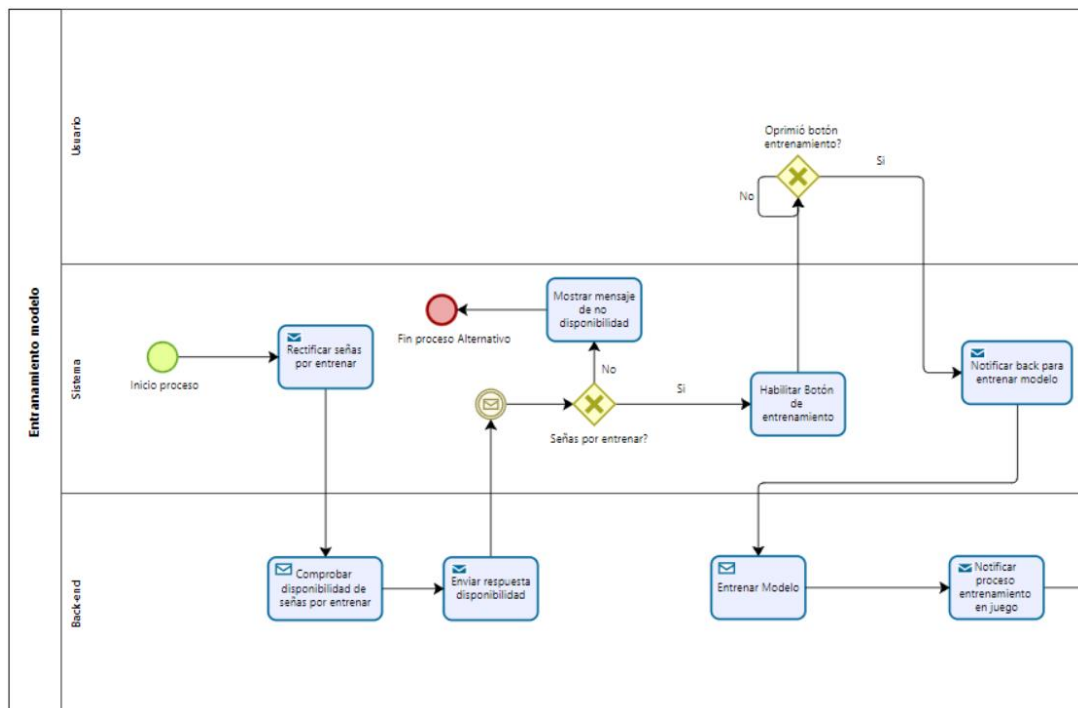 Entranamiento modelo
Usuario
Oprimió botón
entrenamiento?
Si
No
Sistema
Inicio proceso
Rectificar señas
por entrenar
Fin proceso Alternativo
Mostrar mensaje
de no
disponibilidad
No
Señas por entrenar?
Si
Habilitar Botón
de
entrenamiento
Notificar back para
entrenar modelo
Back-end
Comprobar
disponibilidad de
señas por entrenar
Enviar respuesta
disponibilidad
Entrenar Modelo
Notificar
proceso
entrenamiento
en juego